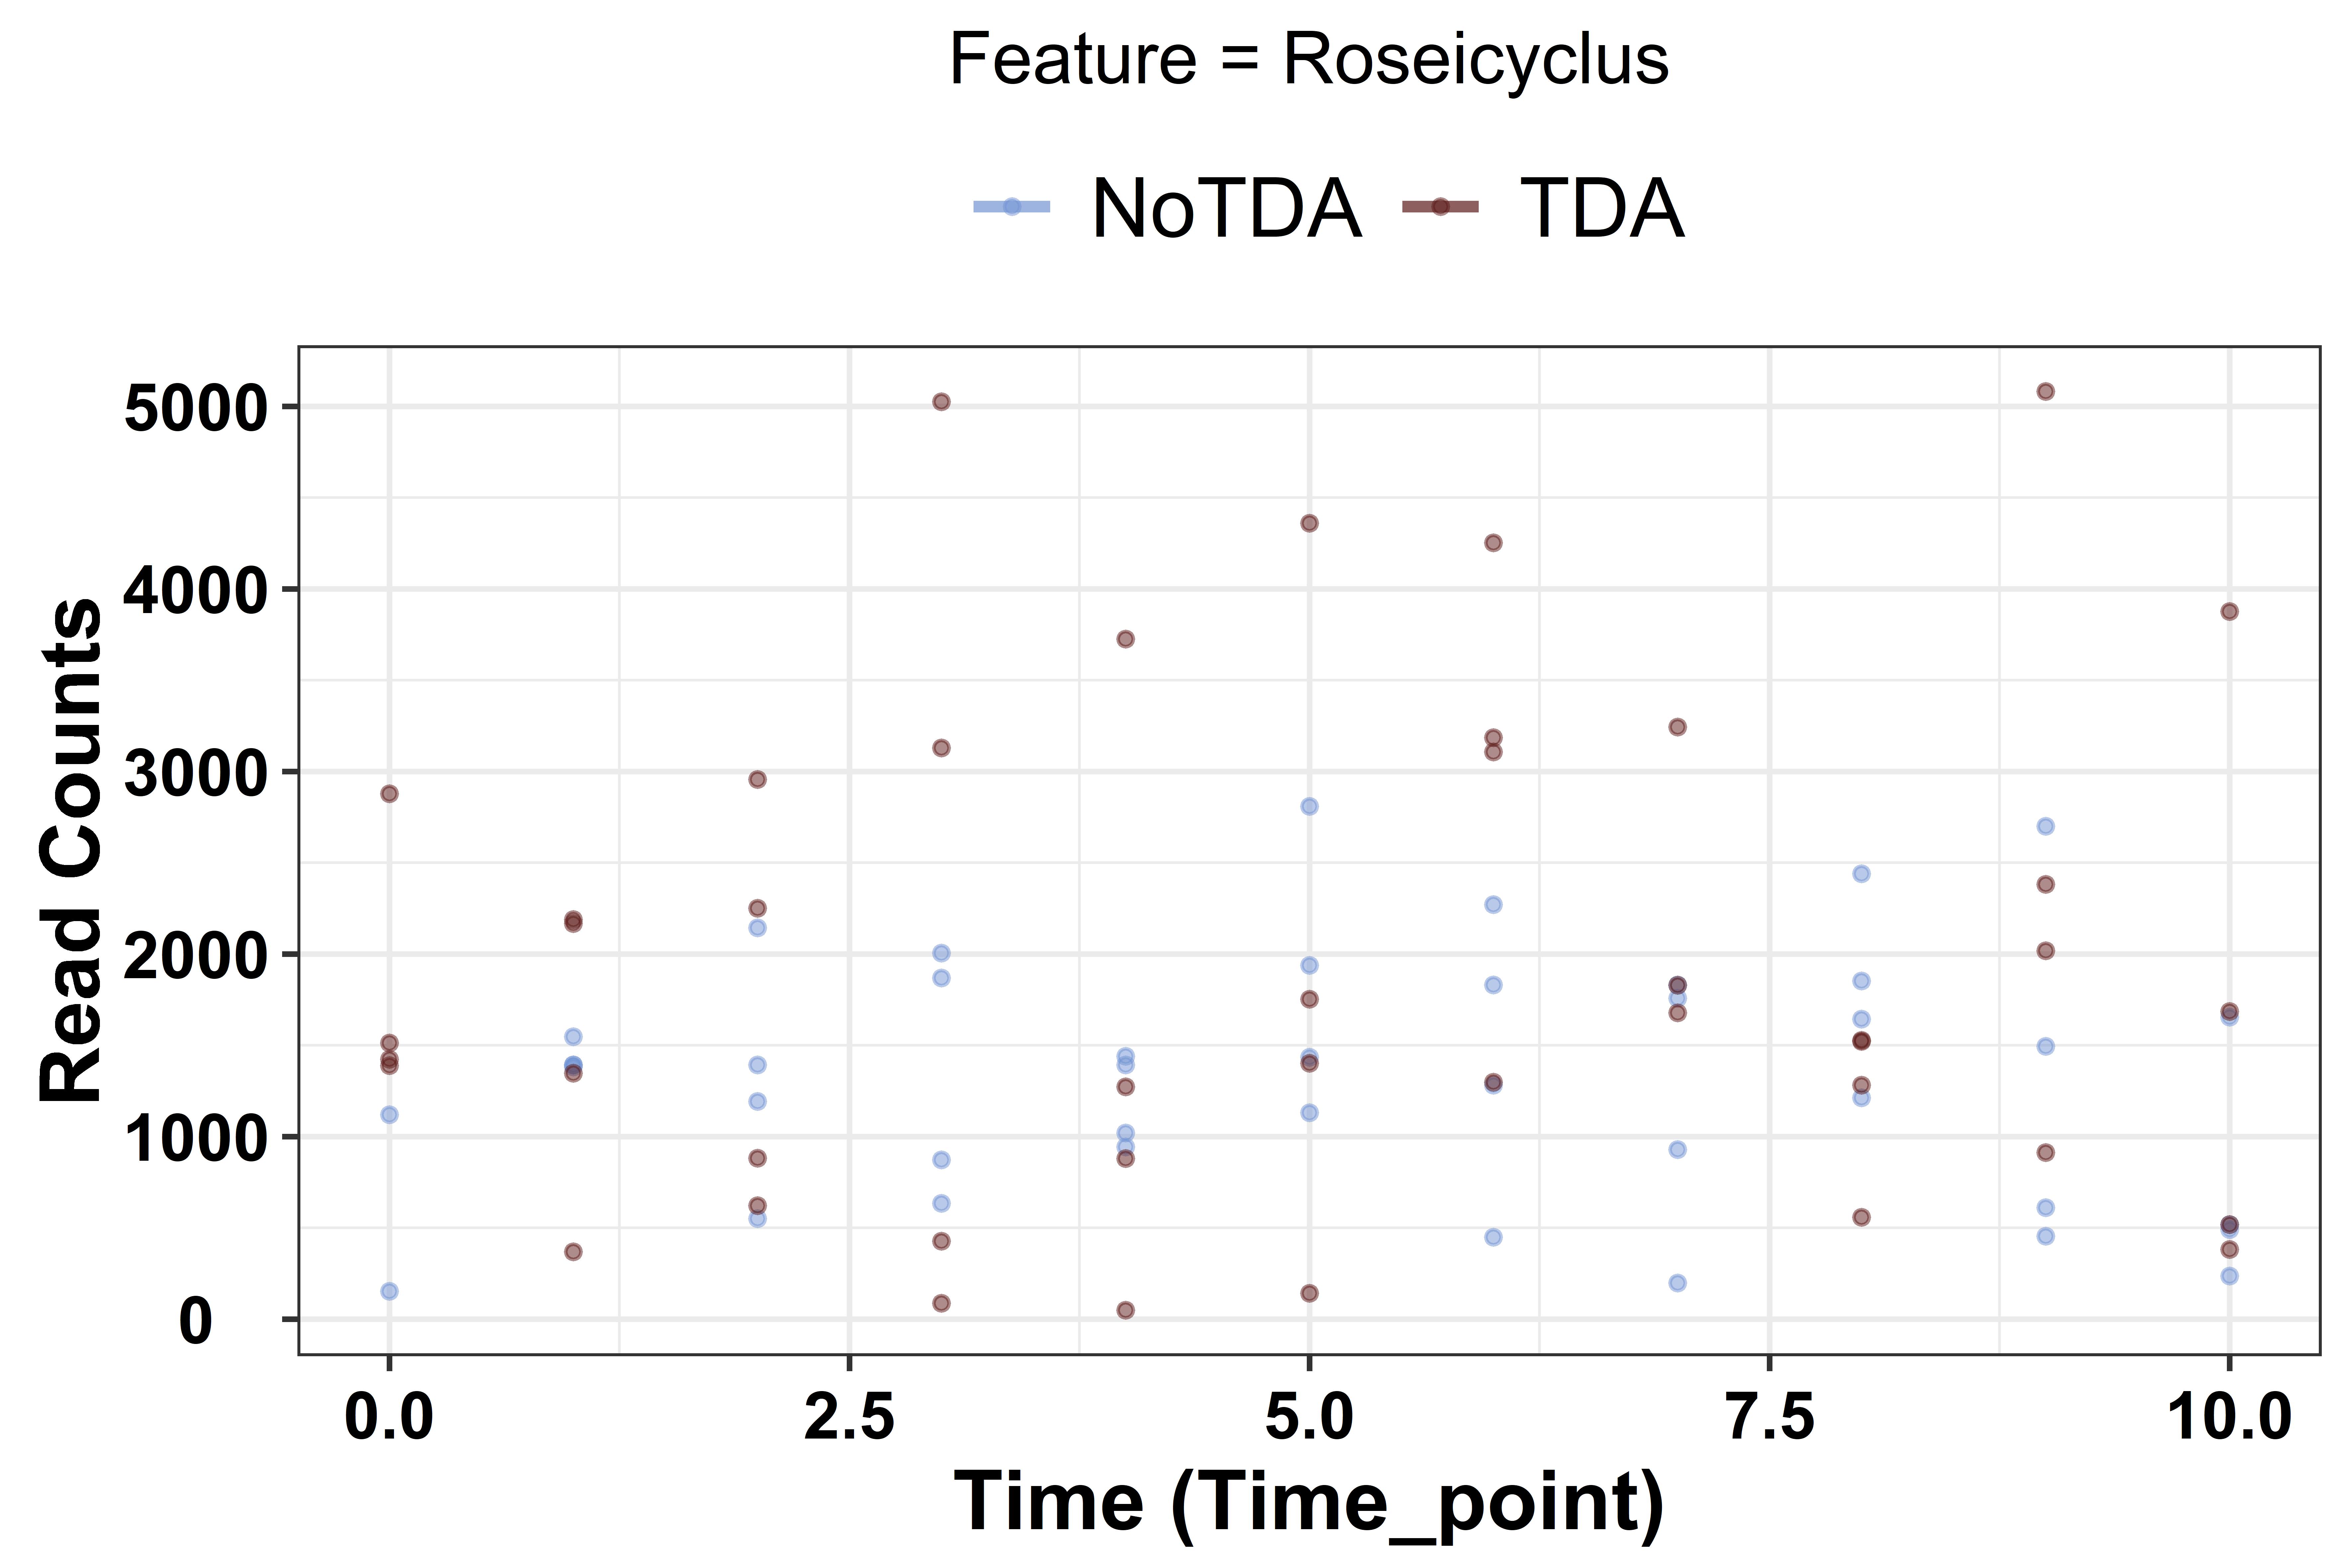 Feature = Roseicyclus
NoTDA TDA
5000
4000
3000
2000
1000
0
Read Counts
0.0 2.5 5.0 7.5 10.0
Time (Time_point)